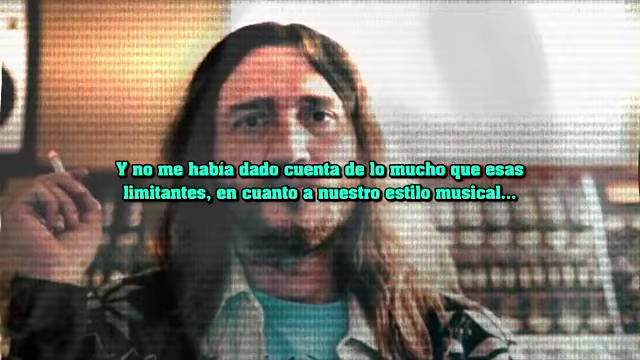 Y no me había dado cuenta de lo mucho que esas
limitantes, en cuanto a nuestro estilo musical...